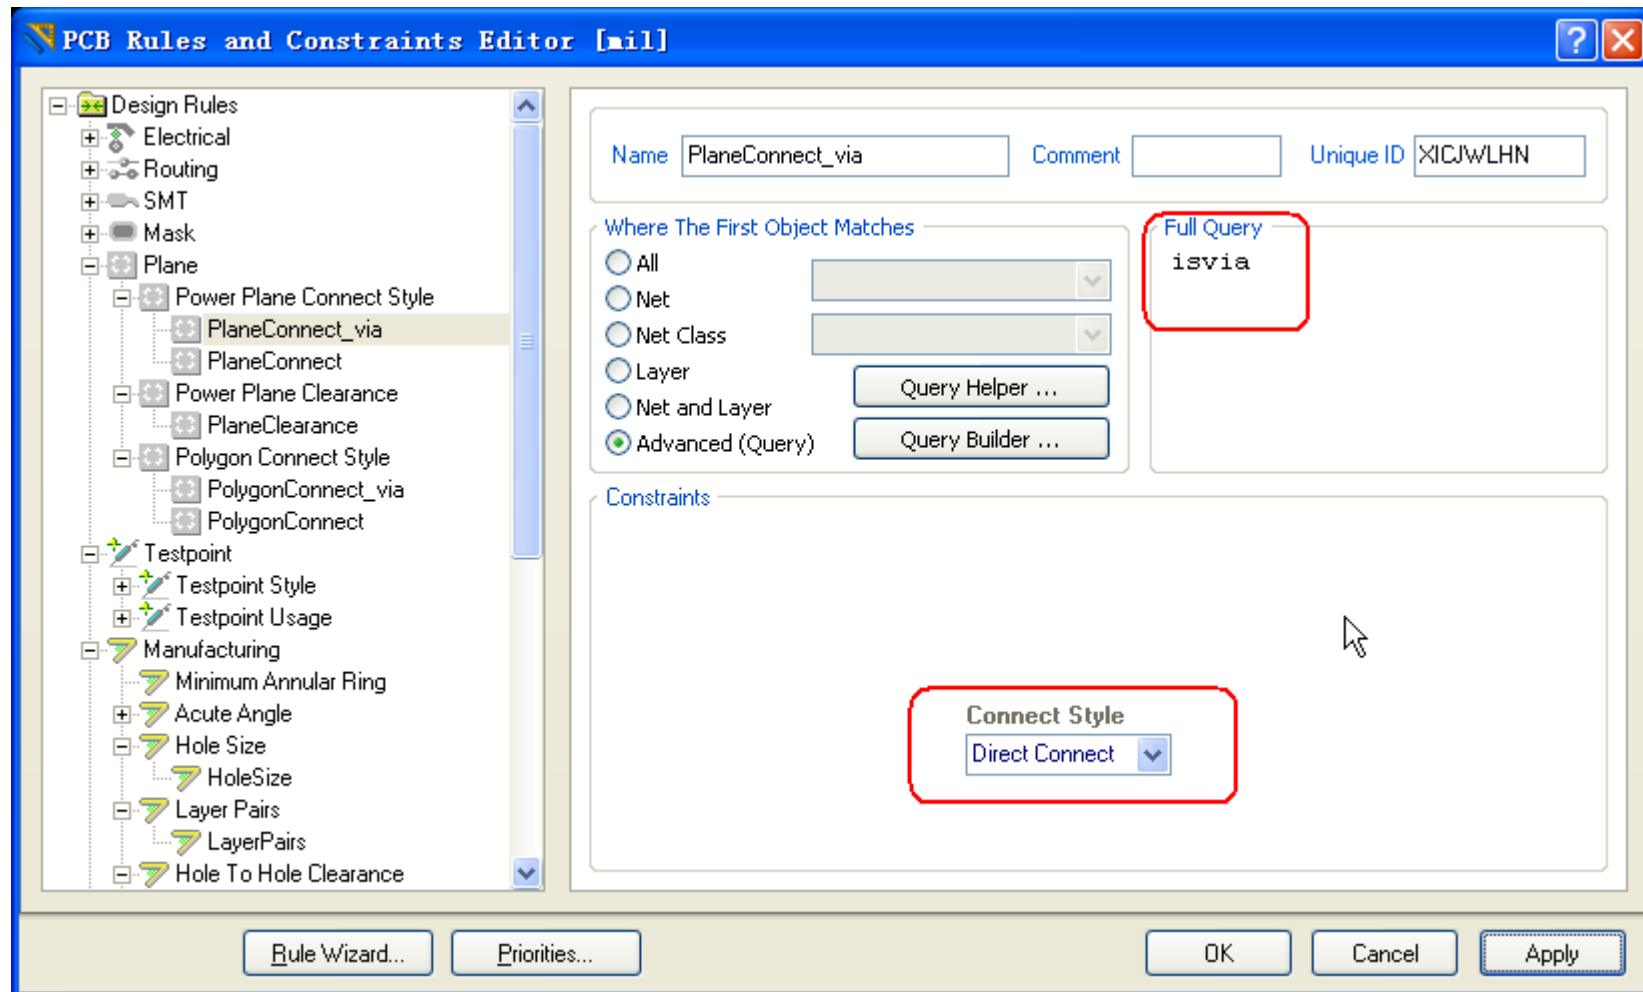 PCB Rules and Constraints Editor [mil]
Design Rules
Electrical
Routing
SMT
Mask
Plane
Power Plane Connect Style
PlaneConnect_via
PlaneConnect
Power Plane Clearance
PlaneClearance
Polygon Connect Style
PolygonConnect_via
PolygonConnect
Testpoint
Testpoint Style
Testpoint Usage
Manufacturing
Minimum Annular Ring
Acute Angle
Hole Size
HoleSize
Layer Pairs
LayerPairs
Hole To Hole Clearance
Name PlaneConnect_via Comment Unique ID XICJWLHN
Where The First Object Matches
All
Net
Net Class
Layer
Net and Layer
Advanced (Query)
Query Helper ...
Query Builder ...
Full Query
isvia
Constraints
Connect Style
Direct Connect
Rule Wizard... Priorities... OK Cancel Apply